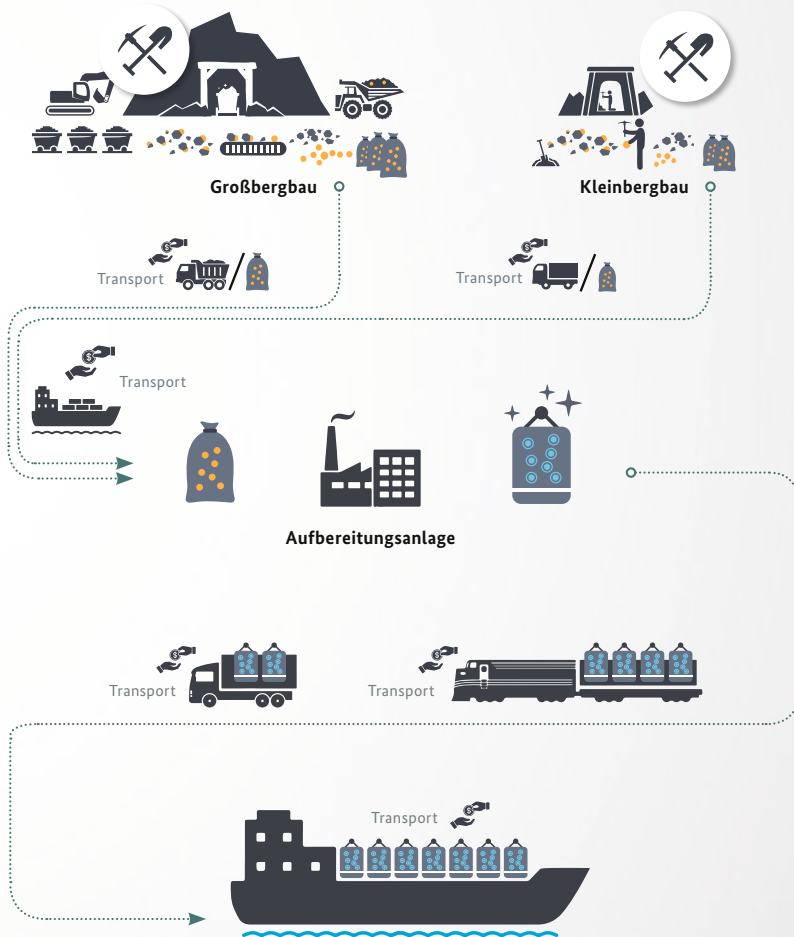 Großbergbau
Kleinbergbau
Transport
Transport
Transport
Aufbereitungsanlage
Transport
Transport
Transport